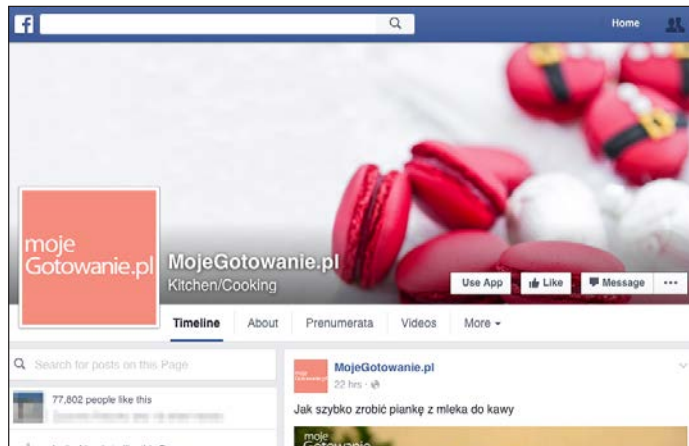 f
Home
moje
Gotowanie.pl
MojeGotowanie.pl
Kitchen/Cooking
Use App
Like
Message
Timeline
About
Prenumerata
Videos
More
Search for posts on this Page
77,802 people like this
MojeGotowanie.pl
22 hrs
Jak szybko zrobić piankę z mleka do kawy
moje
Gotowanie